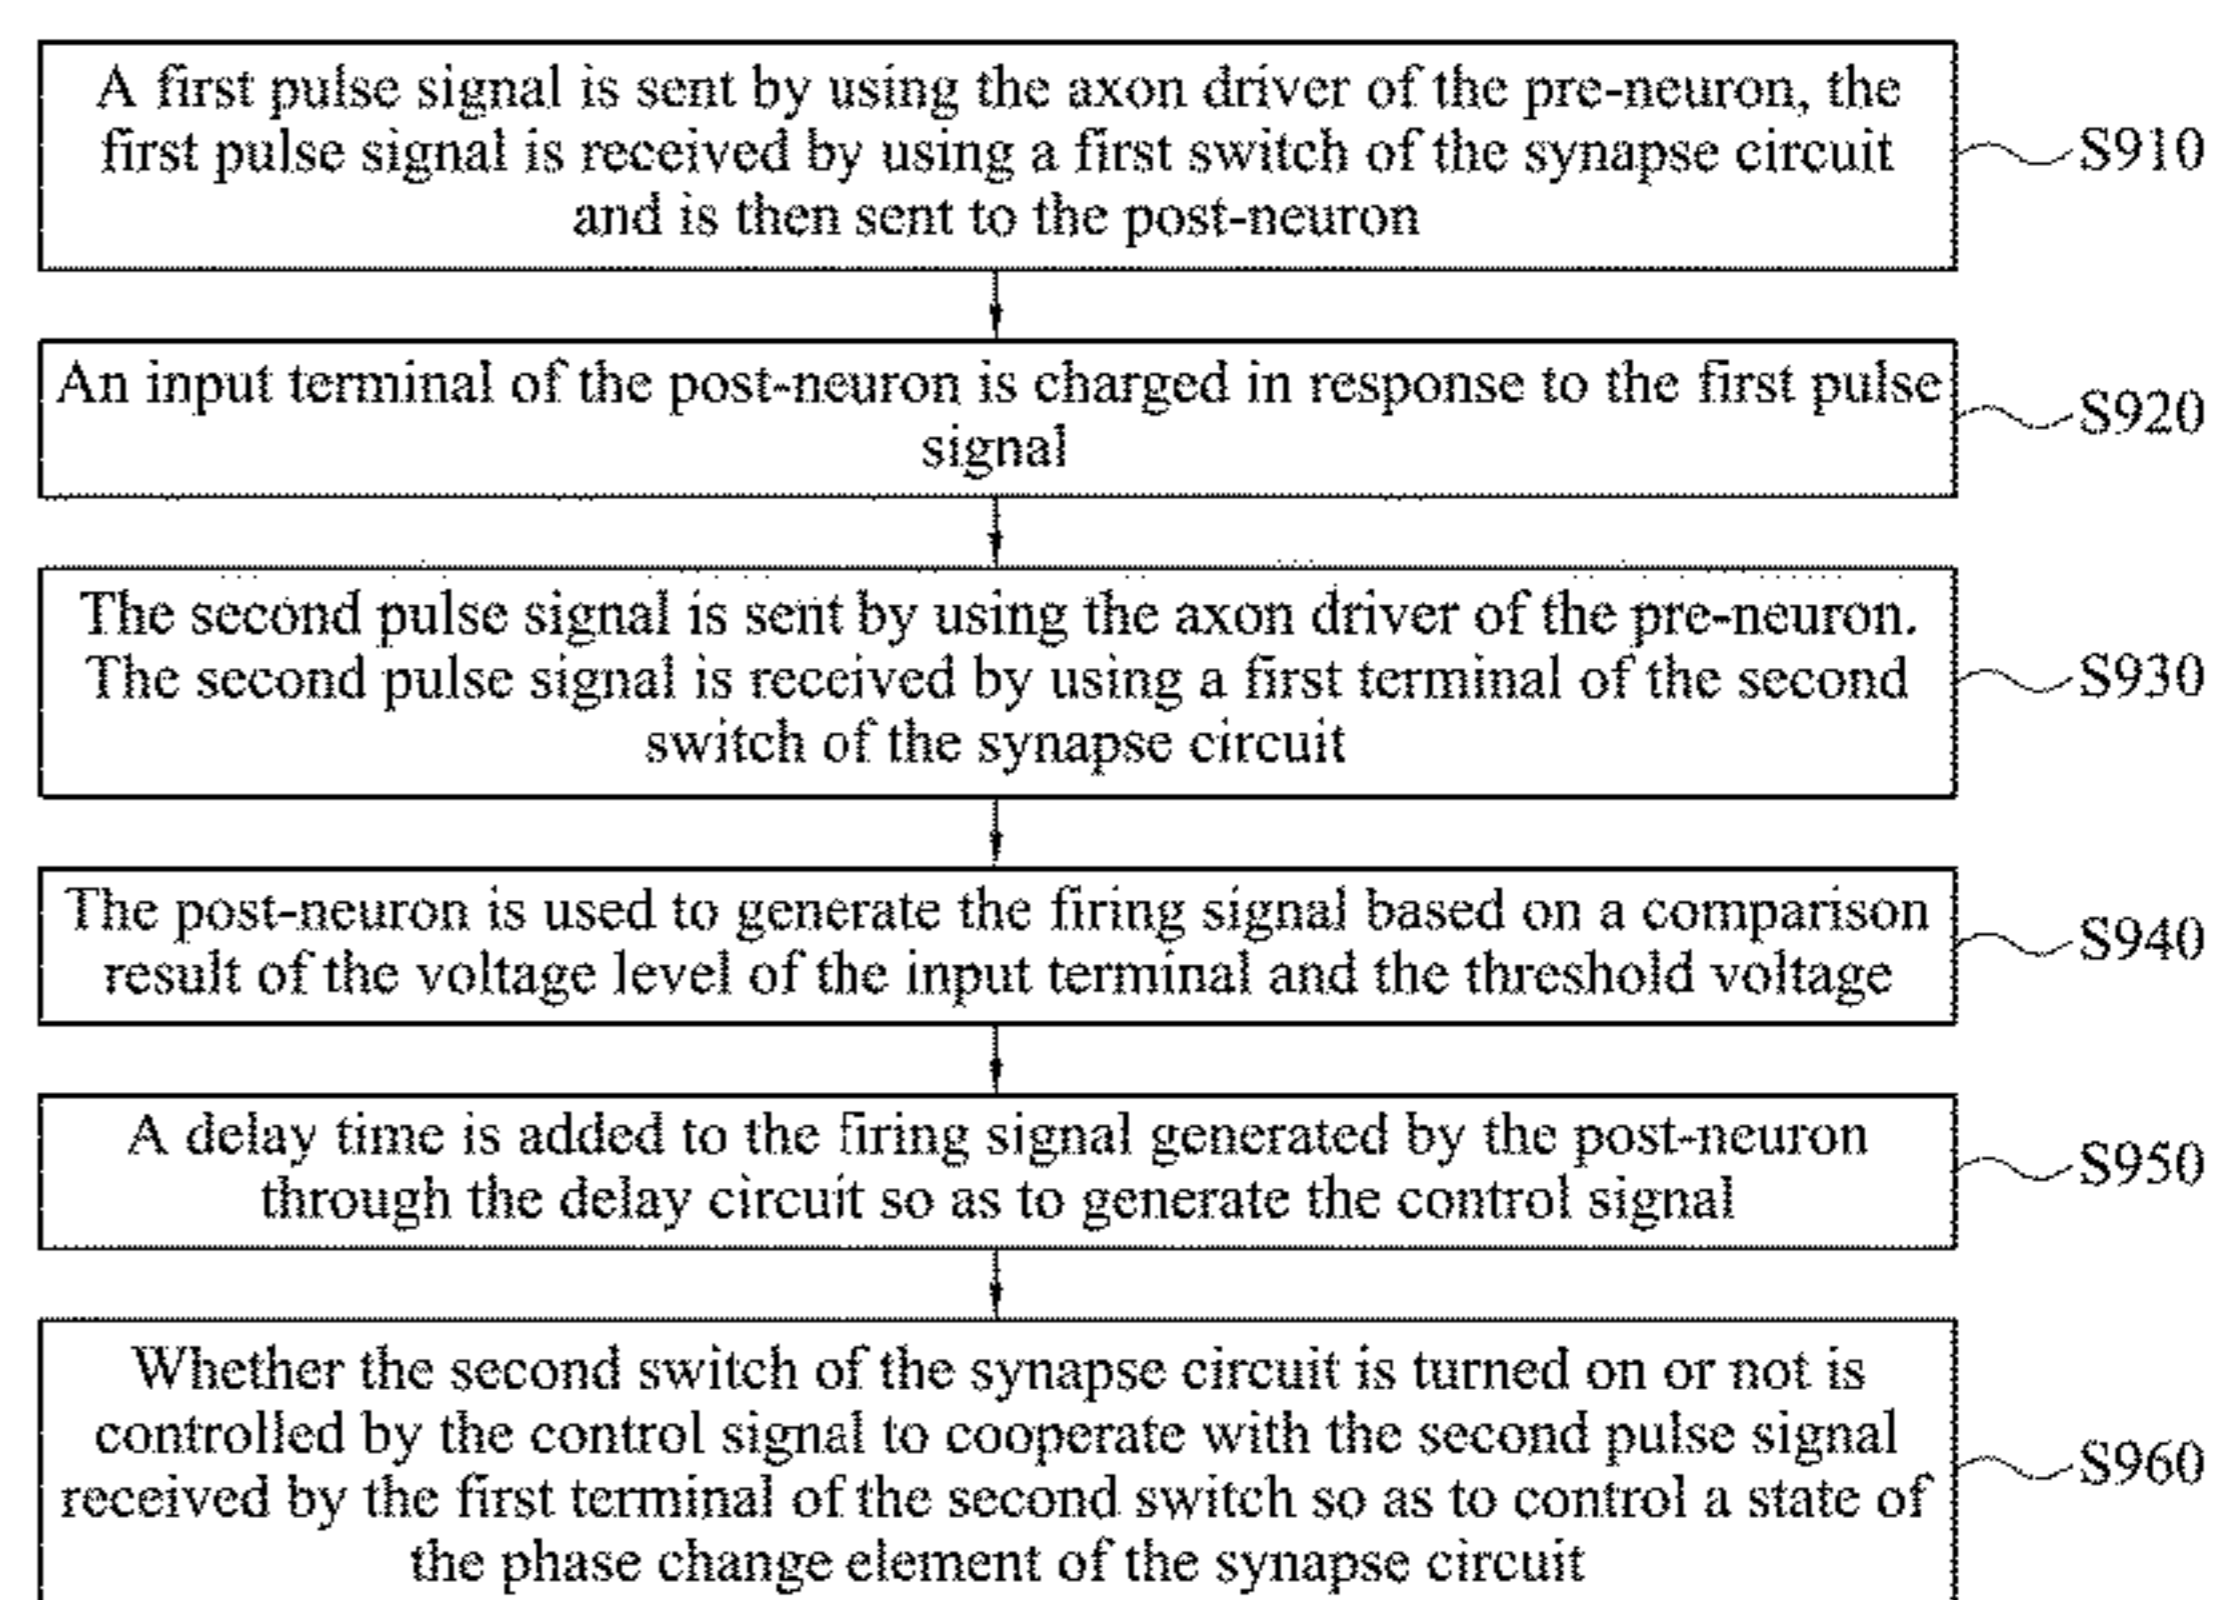 A first pulse signal is sent by using the axon driver of the pre-neuron, the
first pulse signal is received by using a first switch of the synapse circuit
and is then sent to the post-neuron
S910
An input terminal of the post-neuron is charged in response to the first pulse
signal
S920
The second pulse signal is sent by using the axon driver of the pre-neuron.
The second pulse signal is received by using a first terminal of the second
switch of the synapse circuit
S930
The post-neuron is used to generate the firing signal based on a comparison
result of the voltage level of the input terminal and the threshold voltage
S940
A delay time is added to the firing signal generated by the post-neuron
through the delay circuit so as to generate the control signal
S950
Whether the second switch of the synapse circuit is turned on or not is
controlled by the control signal to cooperate with the second pulse signal
received by the first terminal of the second switch so as to control a state of
the phase change element of the synapse circuit
S960